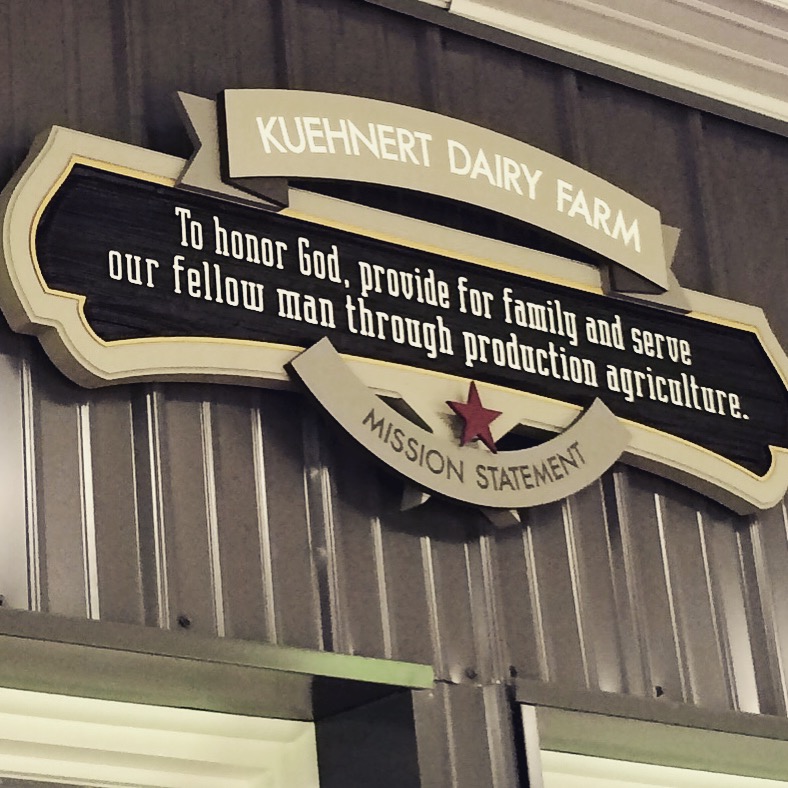 KUEHNERT DAIRY FARM
To honor God, provide for family and serve
our fellow man through production agriculture.
MISSION STATEMENT